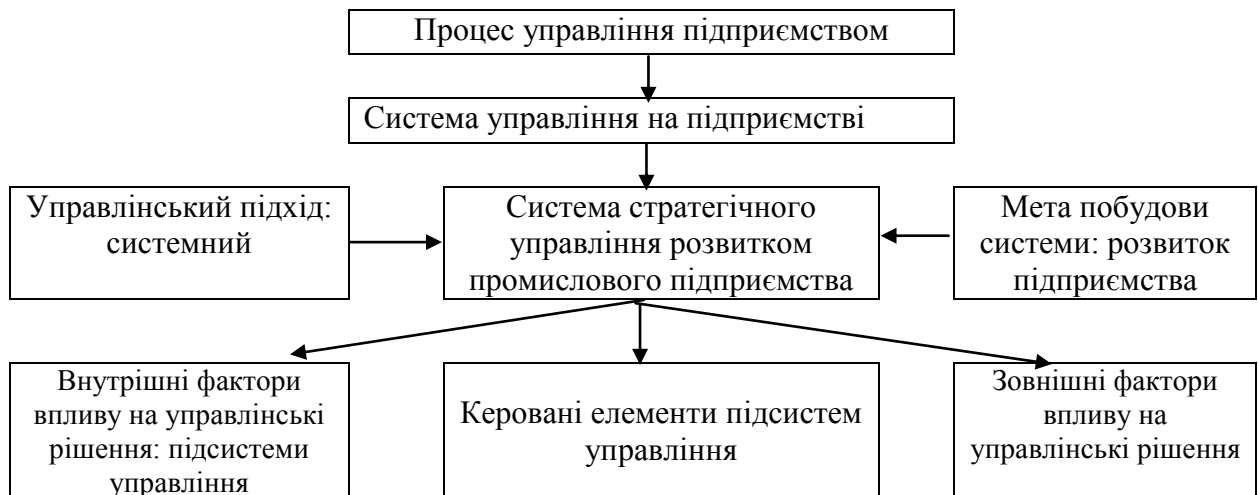 Процес управління підприємством
Система управління на підприємстві
Управлінський підхід:
системний
Система стратегічного
управління розвитком
промислового підприємства
Мета побудови
системи: розвиток
підприємства
Внутрішні фактори
впливу на управлінські
рішення: підсистеми
управління
Керовані елементи підсистем
управління
Зовнішні фактори
впливу на
управлінські рішення